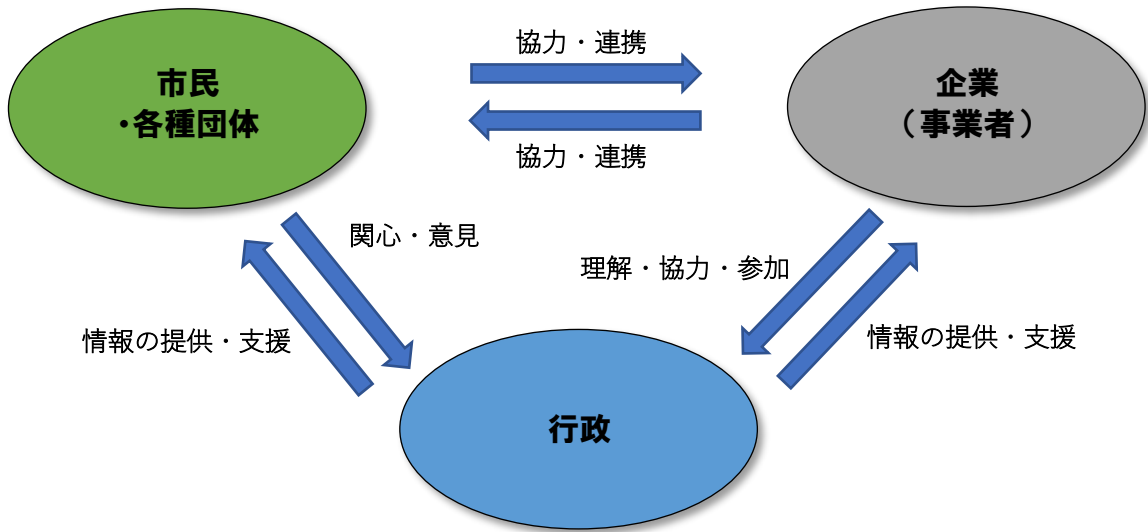 協力・連携
市民
・各種団体
企業
（事業者）
協力・連携
関心・意見
理解・協力・参加
情報の提供・支援
情報の提供・支援
行政